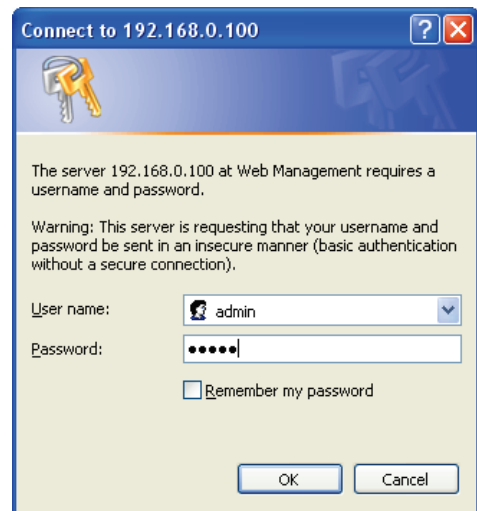 Connect to 192.168.0.100
The server 192.168.0.100 at Web Management requires a
username and password.
Warning: This server is requesting that your username and
password be sent in an insecure manner (basic authentication
without a secure connection).
User name:
admin
Password:
•••••
Remember my password
OK
Cancel